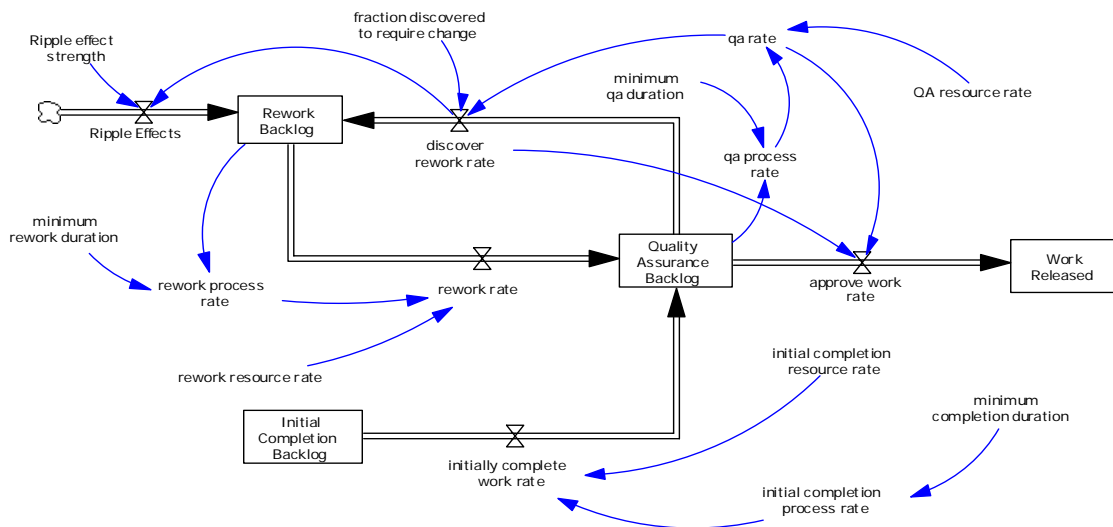 Ripple effect
strength
fraction discovered
to require change
qa rate
minimum
qa duration
QA resource rate
Ripple Effects
Rework
Backlog
discover
rework rate
qa process
rate
minimum
rework duration
Quality
Assurance
Backlog
Work
Released
rework process
rate
rework rate
approve work
rate
rework resource rate
initial completion
resource rate
minimum
completion duration
Initial
Completion
Backlog
initially complete
work rate
initial completion
process rate